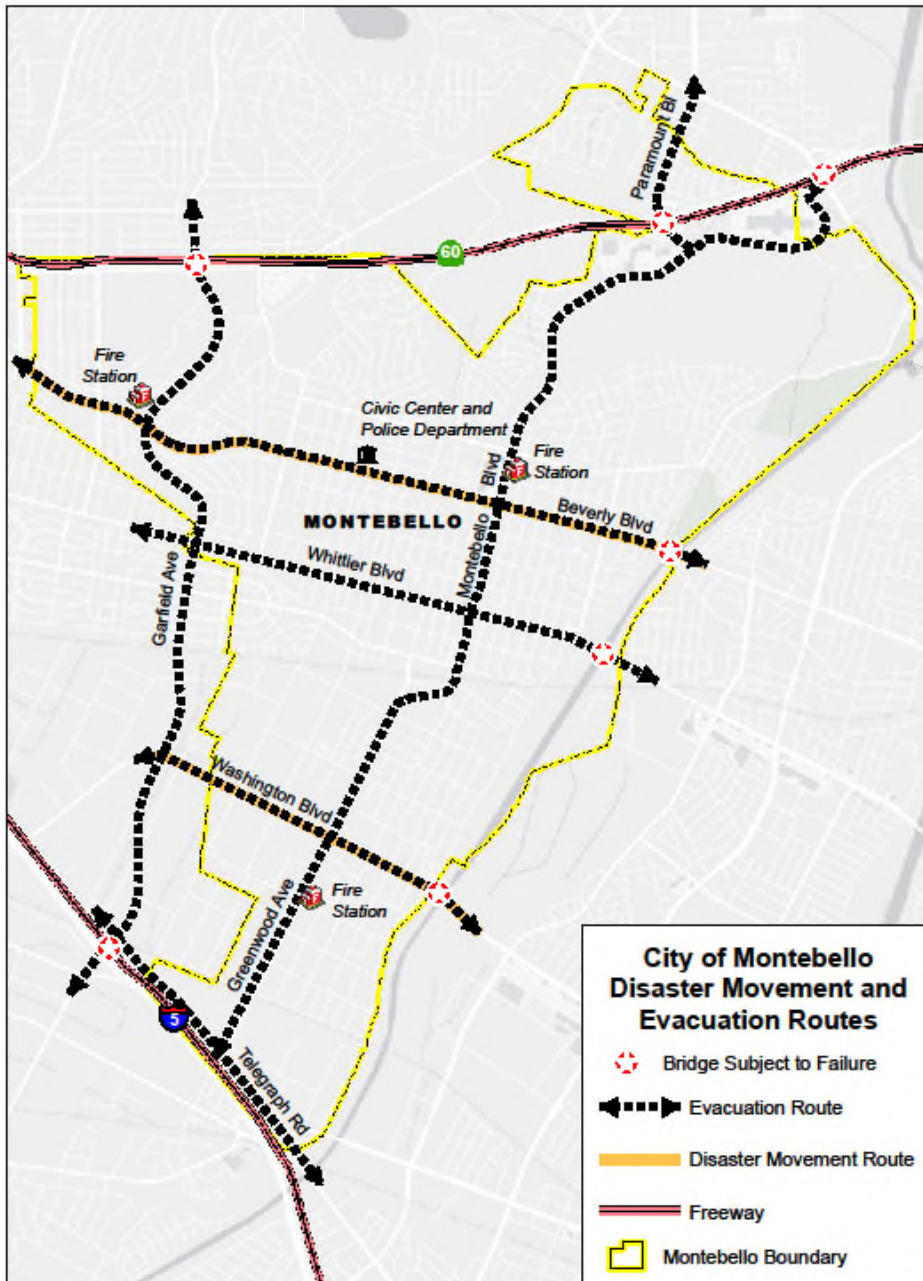 Paramount Bl
60
Fire
Station
Civic Center and
Police Department
Fire
Station
Montebello Blvd
Beverly Blvd
MONTEBELLO
Whittier Blvd
Garfield Ave
Washington Blvd
Fire
Station
Greenwood Ave
5
Telegraph Rd
City of Montebello
Disaster Movement and
Evacuation Routes
Bridge Subject to Failure
Evacuation Route
Disaster Movement Route
Freeway
Montebello Boundary